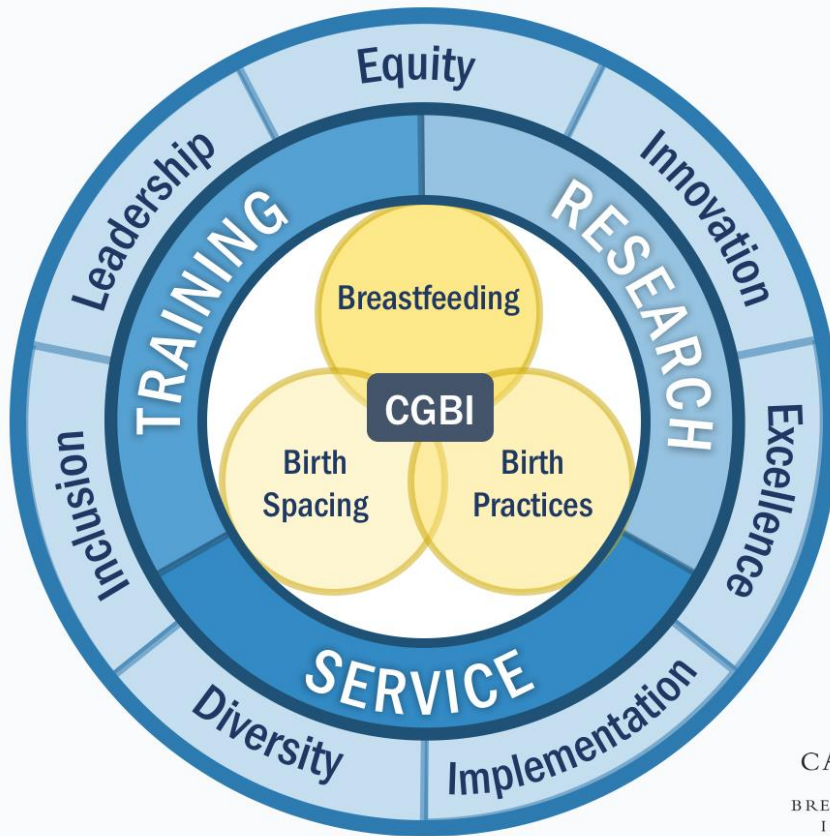 Equity
Innovation
Excellence
Implementation
Diversity
Inclusion
Leadership
TRAINING
RESEARCH
SERVICE
Breastfeeding
CGBI
Birth
Spacing
Birth
Practices